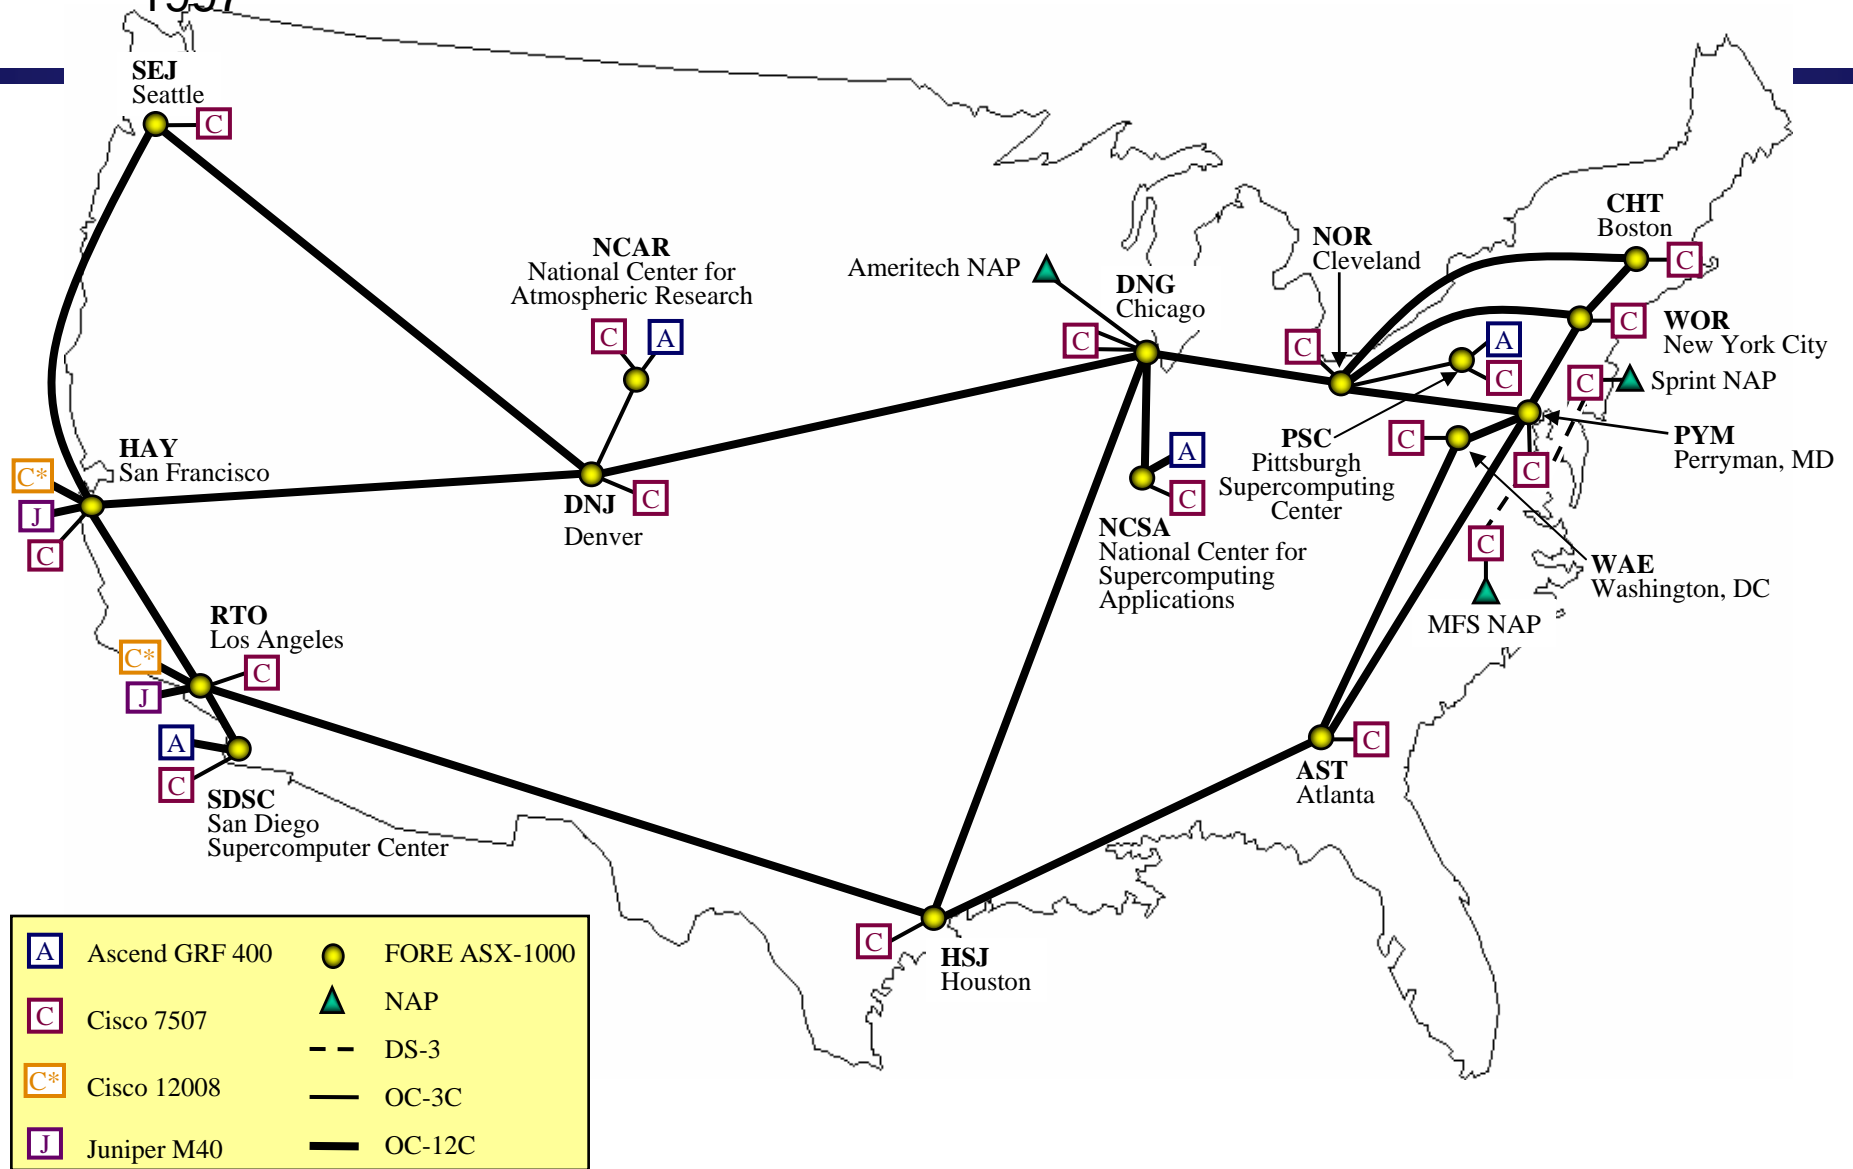 1997
SEJ
Seattle
C
NCAR
National Center for
Atmospheric Research
C
A
Ameritech NAP
DNG
Chicago
C
NOR
Cleveland
C
CHT
Boston
C
WOR
New York City
C
A
C
C
Sprint NAP
PYM
Perryman, MD
C
C
PSC
Pittsburgh
Supercomputing
Center
HAY
San Francisco
C*
J
C
DNJ
Denver
C
A
C
NCSA
National Center for
Supercomputing
Applications
C
WAE
Washington, DC
MFS NAP
RTO
Los Angeles
C*
C
J
A
C
SDSC
San Diego
Supercomputer Center
C
AST
Atlanta
C
HSJ
Houston
A Ascend GRF 400
C Cisco 7507
C* Cisco 12008
J Juniper M40
FORE ASX-1000
NAP
DS-3
OC-3C
OC-12C